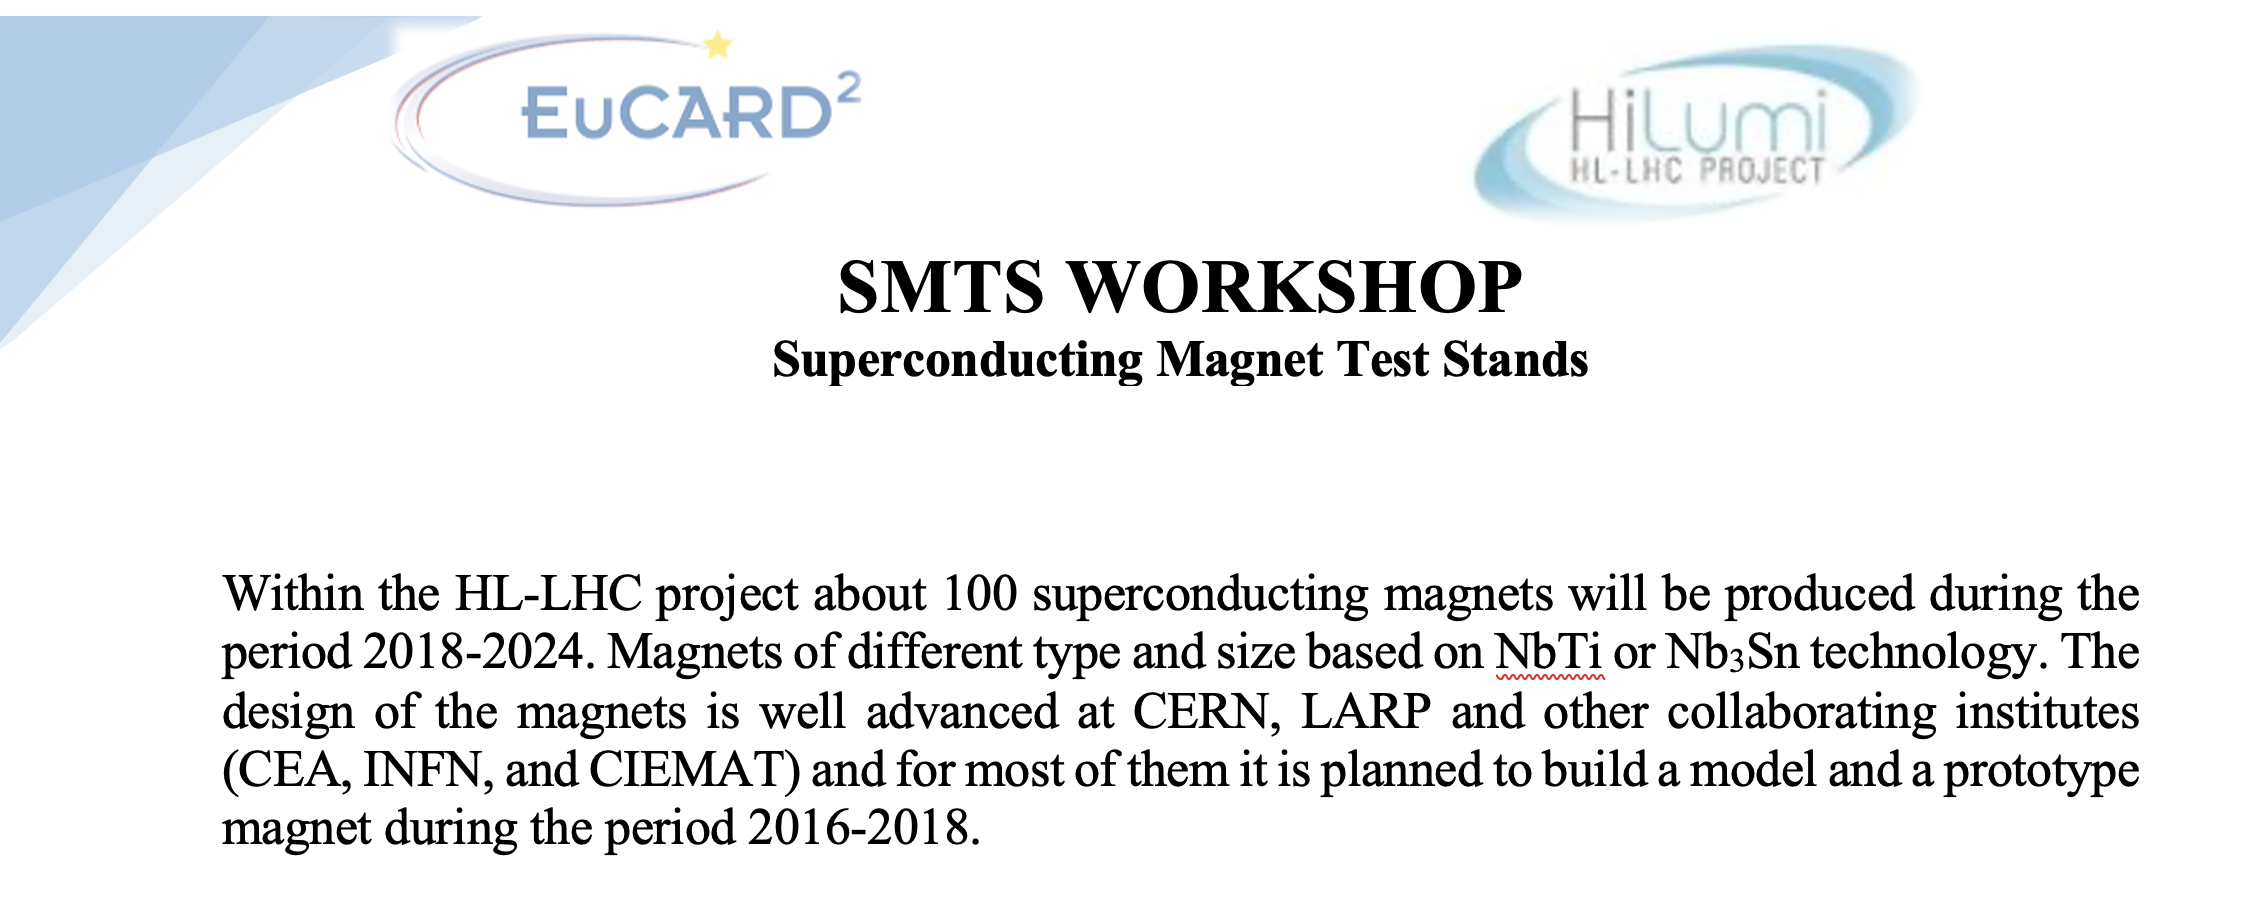 EuCARD²
HiLumi
HL-LHC PROJECT
SMTS WORKSHOP
Superconducting Magnet Test Stands
Within the HL-LHC project about 100 superconducting magnets will be produced during the
period 2018-2024. Magnets of different type and size based on NbTi or Nb₃Sn technology. The
design of the magnets is well advanced at CERN, LARP and other collaborating institutes
(CEA, INFN, and CIEMAT) and for most of them it is planned to build a model and a prototype
magnet during the period 2016-2018.